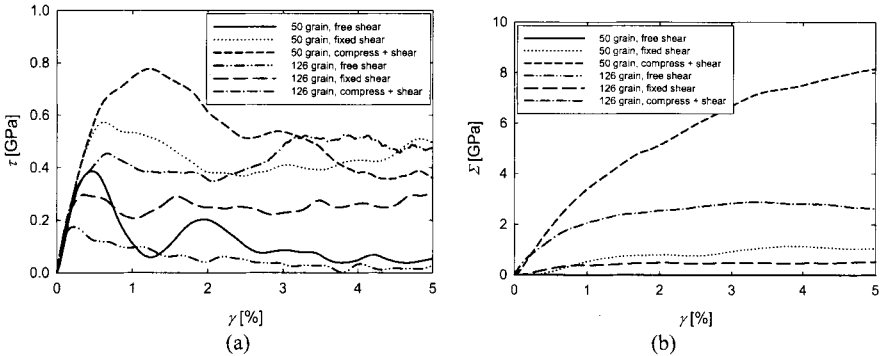 (a)
1.0
0.8
0.6
0.4
0.2
0.0
τ [GPa]
50 grain, free shear
50 grain, fixed shear
50 grain, compress + shear
126 grain, free shear
126 grain, fixed shear
126 grain, compress + shear
0 1 2 3 4 5
γ [%]
(a)
(b)
10
8
6
4
2
0
Σ [GPa]
50 grain, free shear
50 grain, fixed shear
50 grain, compress + shear
126 grain, free shear
126 grain, fixed shear
126 grain, compress + shear
0 1 2 3 4 5
γ [%]
(b)